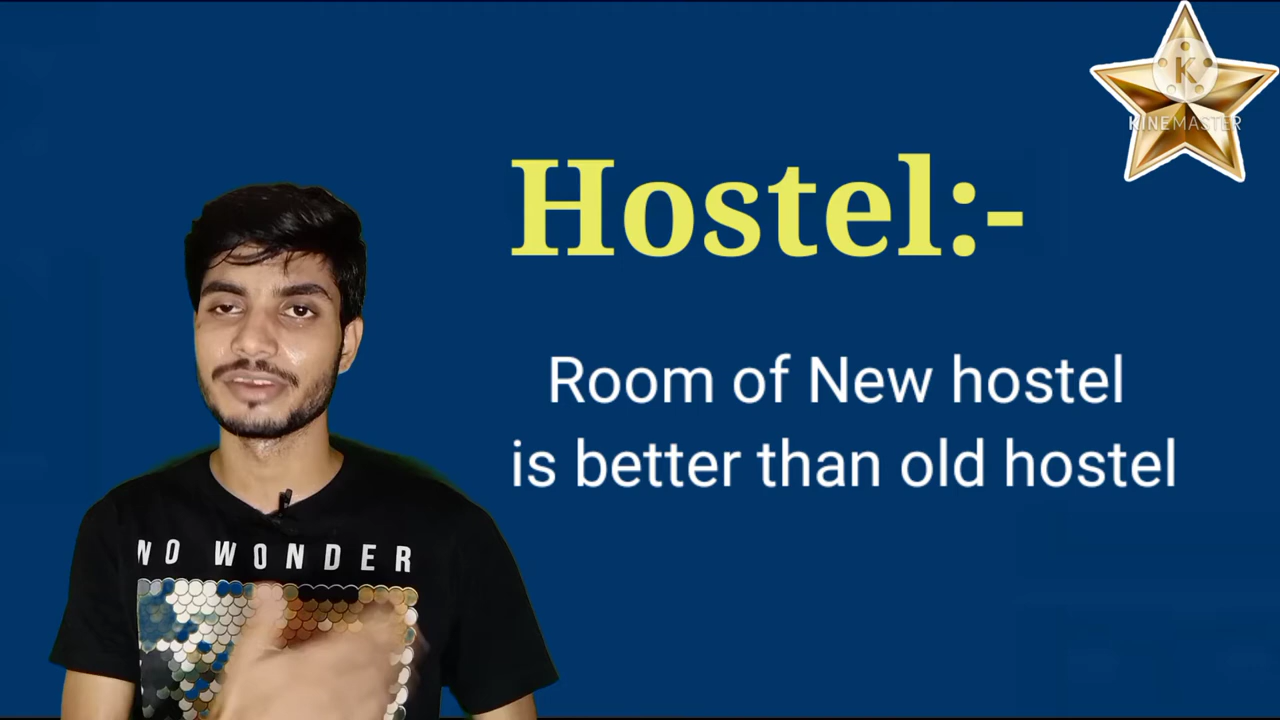 K
KINEMASTER
Hostel:-
Room of New hostel
is better than old hostel
NO WONDER